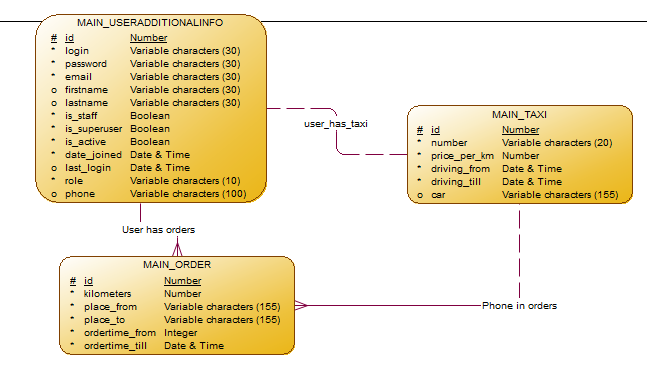 MAIN_USERADDITIONALINFO
# id Number
* login Variable characters (30)
* password Variable characters (30)
* email Variable characters (30)
o firstname Variable characters (30)
o lastname Variable characters (30)
* is_staff Boolean
* is_superuser Boolean
* is_active Boolean
* date_joined Date & Time
o last_login Date & Time
* role Variable characters (10)
o phone Variable characters (100)
user_has_taxi
MAIN_TAXI
# id Number
* number Variable characters (20)
* price_per_km Number
* driving_from Date & Time
* driving_till Date & Time
o car Variable characters (155)
User has orders
MAIN_ORDER
# id Number
* kilometers Number
* place_from Variable characters (155)
* place_to Variable characters (155)
* ordertime_from Integer
* ordertime_till Date & Time
Phone in orders